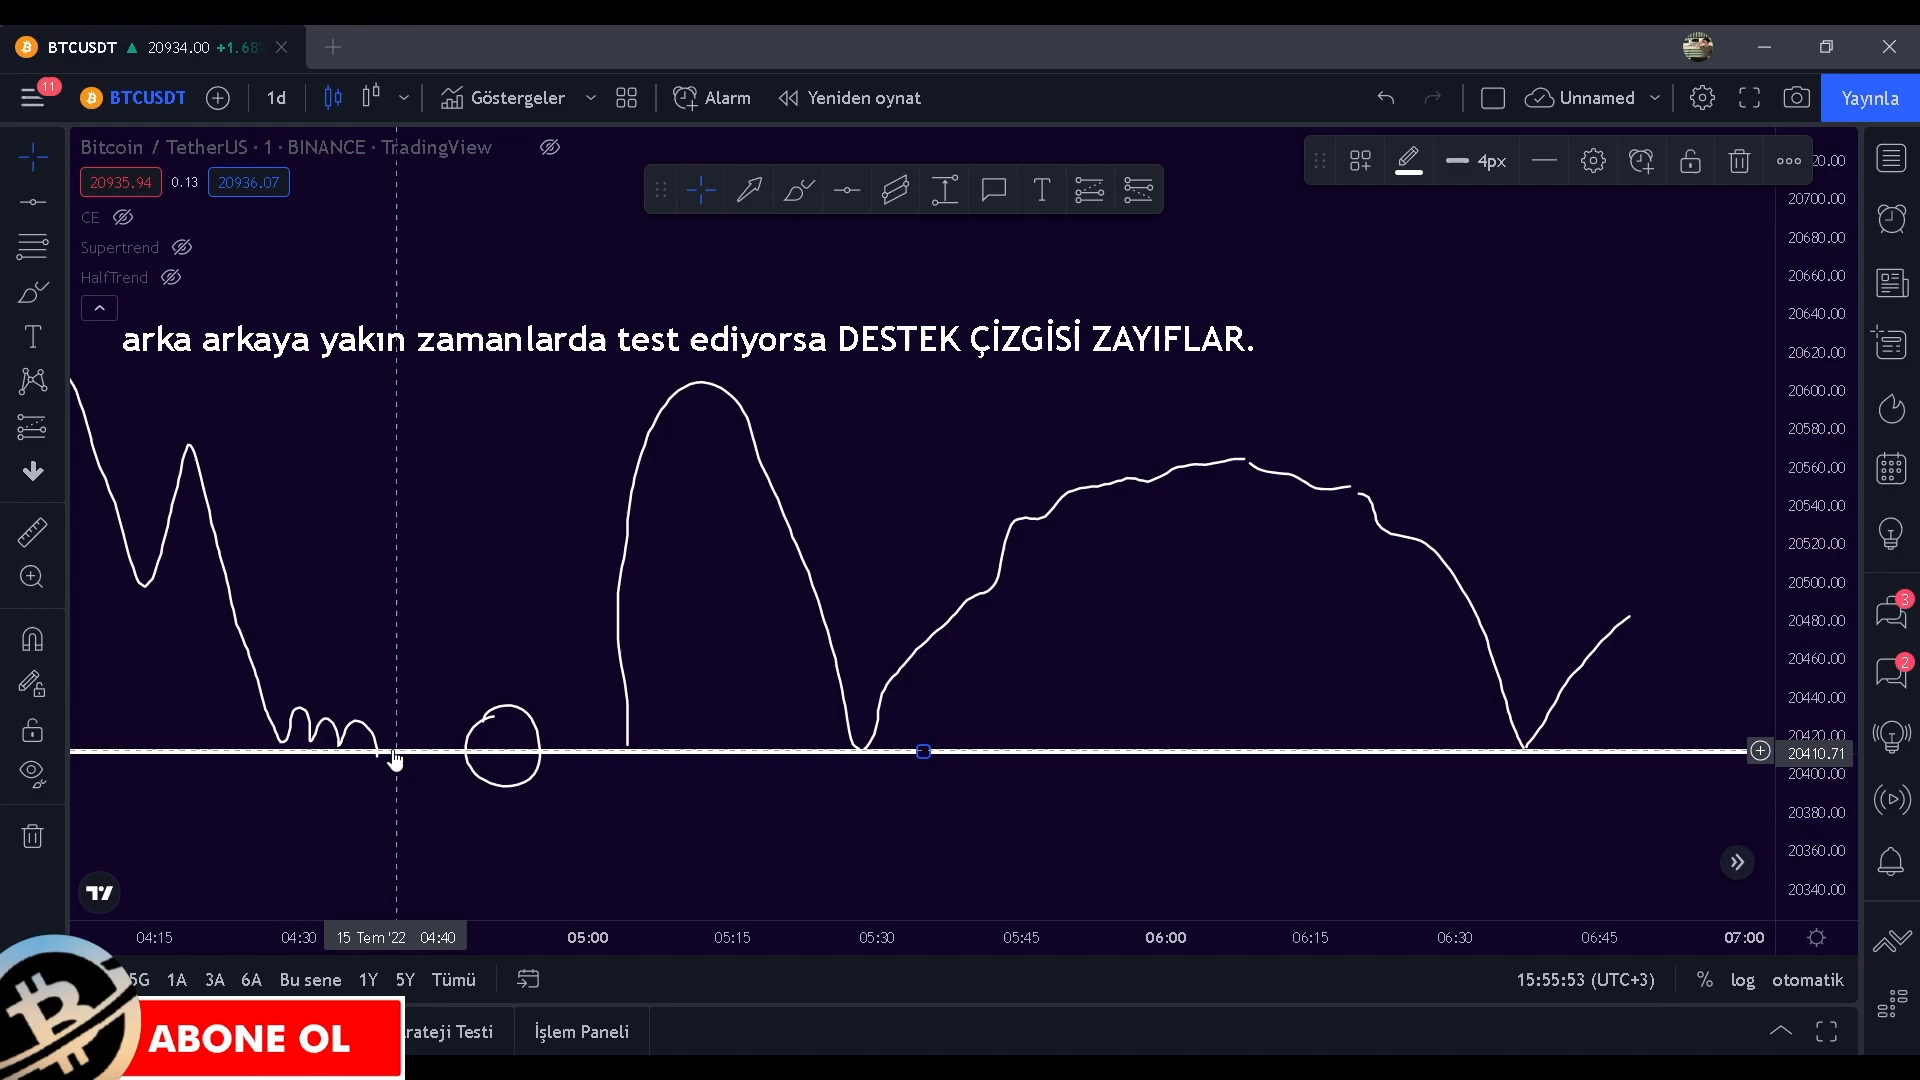 BTCUSDT ▲ 20934.00 +1.68
11 BTCUSDT 1d Göstergeler Alarm Yeniden oynat Unnamed Yayınla
Bitcoin / TetherUS · 1 · BINANCE · TradingView
20935.94 0.13 20936.07
4px
CE
Supertrend
HalfTrend
arka arkaya yakın zamanlarda test ediyorsa DESTEK ÇİZGİSİ ZAYIFLAR.
20.00
20700.00
20680.00
20660.00
20640.00
20620.00
20600.00
20580.00
20560.00
20540.00
20520.00
20500.00
20480.00
20460.00
20440.00
20420.00
20410.71
20400.00
20380.00
20360.00
20340.00
3
2
04:15 04:30 15 Tem '22 04:40 05:00 05:15 05:30 05:45 06:00 06:15 06:30 06:45 07:00
5G 1A 3A 6A Bu sene 1Y 5Y Tümü 15:55:53 (UTC+3) % log otomatik
rateji Testi İşlem Paneli
ABONE OL